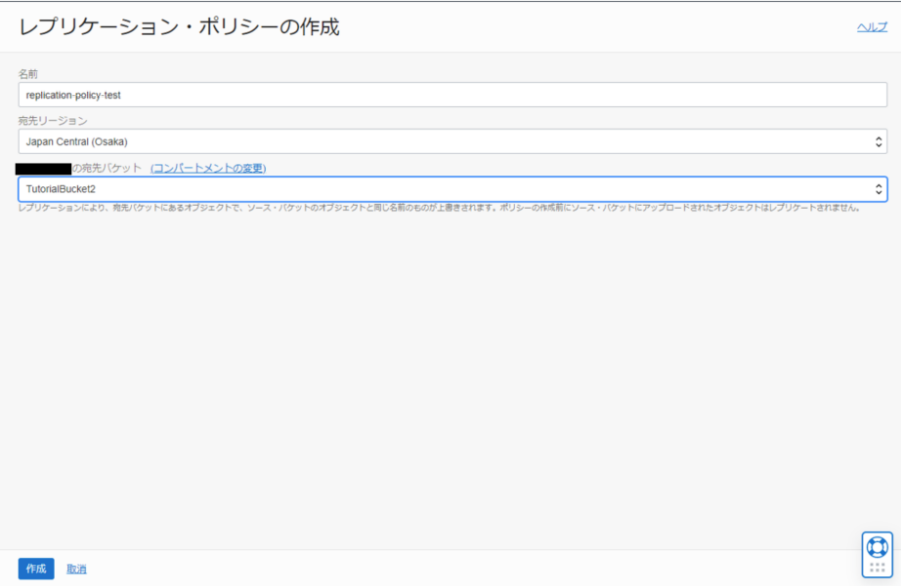 レプリケーション・ポリシーの作成
ヘルプ
名前
replication-policy-test
宛先リージョン
Japan Central (Osaka)
の宛先バケット (コンパートメントの変更)
TutorialBucket2
レプリケーションにより、宛先バケットにあるオブジェクトで、ソース・バケットのオブジェクトと同じ名前のものが上書きされます。ポリシーの作成前にソース・バケットにアップロードされたオブジェクトはレプリケートされません。
作成 取消